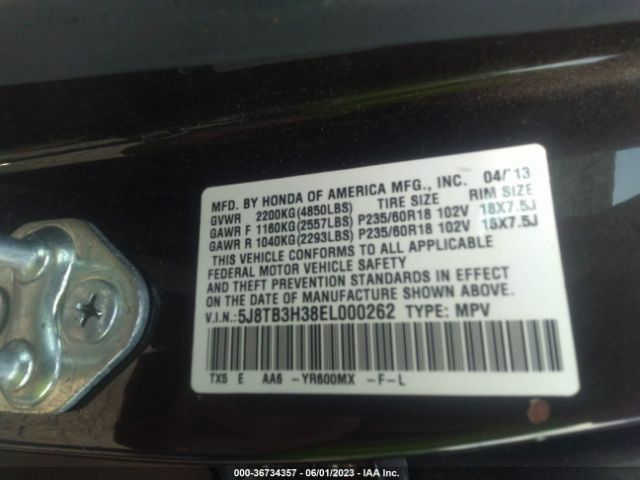 MFD. BY HONDA OF AMERICA MFG., INC. 04/13
GVWR 2200KG(4850LBS) TIRE SIZE RIM SIZE
GAWR F 1160KG(2557LBS) P235/60R18 102V 18X7.5J
GAWR R 1040KG(2293LBS) P235/60R18 102V 18X7.5J
THIS VEHICLE CONFORMS TO ALL APPLICABLE
FEDERAL MOTOR VEHICLE SAFETY
AND THEFT PREVENTION STANDARDS IN EFFECT
ON THE DATE OF MANUFACTURE SHOWN ABOVE.
V.I.N.: 5J8TB3H38EL000262 TYPE: MPV
TX5 E AA6 -YR600MX -F-L
000-36734357 - 06/01/2023 - IAA Inc.